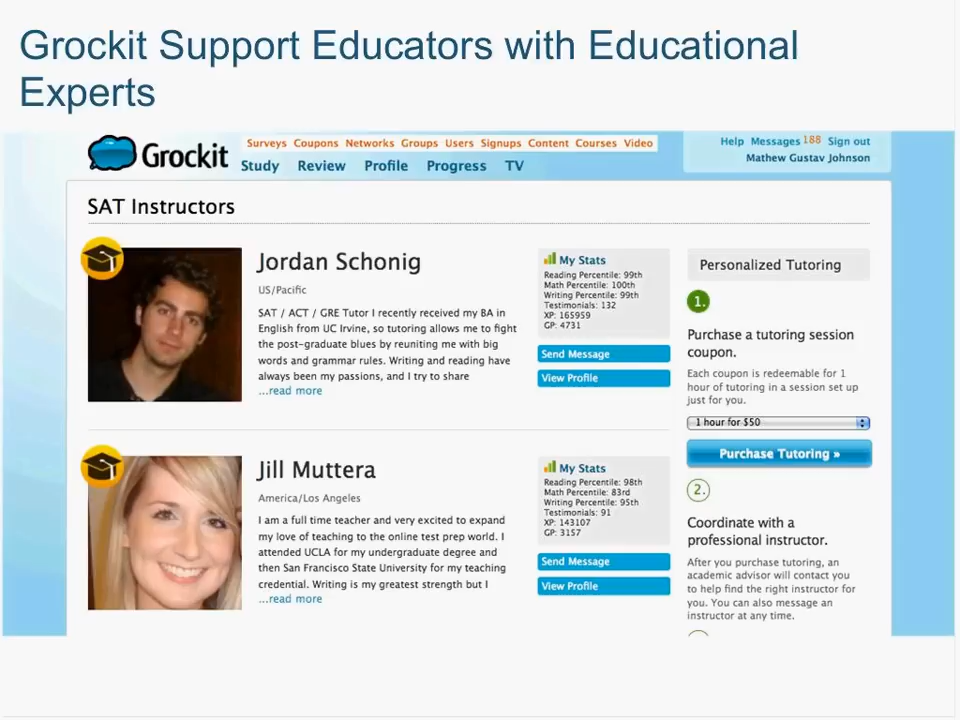 Grockit Support Educators with Educational
Experts
Grockit
Surveys Coupons Networks Groups Users Signups Content Courses Video
Study Review Profile Progress TV
Help Messages 188 Sign out
Mathew Gustav Johnson
SAT Instructors
Jordan Schonig
US/Pacific
SAT / ACT / GRE Tutor I recently received my BA in
English from UC Irvine, so tutoring allows me to fight
the post-graduate blues by reuniting me with big
words and grammar rules. Writing and reading have
always been my passions, and I try to share
...read more
My Stats
Reading Percentile: 99th
Math Percentile: 100th
Writing Percentile: 99th
Testimonials: 132
XP: 165959
GP: 4731
Send Message
View Profile
Jill Muttera
America/Los Angeles
I am a full time teacher and very excited to expand
my love of teaching to the online test prep world. I
attended UCLA for my undergraduate degree and
then San Francisco State University for my teaching
credential. Writing is my greatest strength but I
...read more
My Stats
Reading Percentile: 98th
Math Percentile: 83rd
Writing Percentile: 95th
Testimonials: 91
XP: 143107
GP: 3157
Send Message
View Profile
Personalized Tutoring
1.
Purchase a tutoring session
coupon.
Each coupon is redeemable for 1
hour of tutoring in a session set up
just for you.
1 hour for $50
Purchase Tutoring »
2.
Coordinate with a
professional instructor.
After you purchase tutoring, an
academic advisor will contact you
to help find the right instructor for
you. You can also message an
instructor at any time.